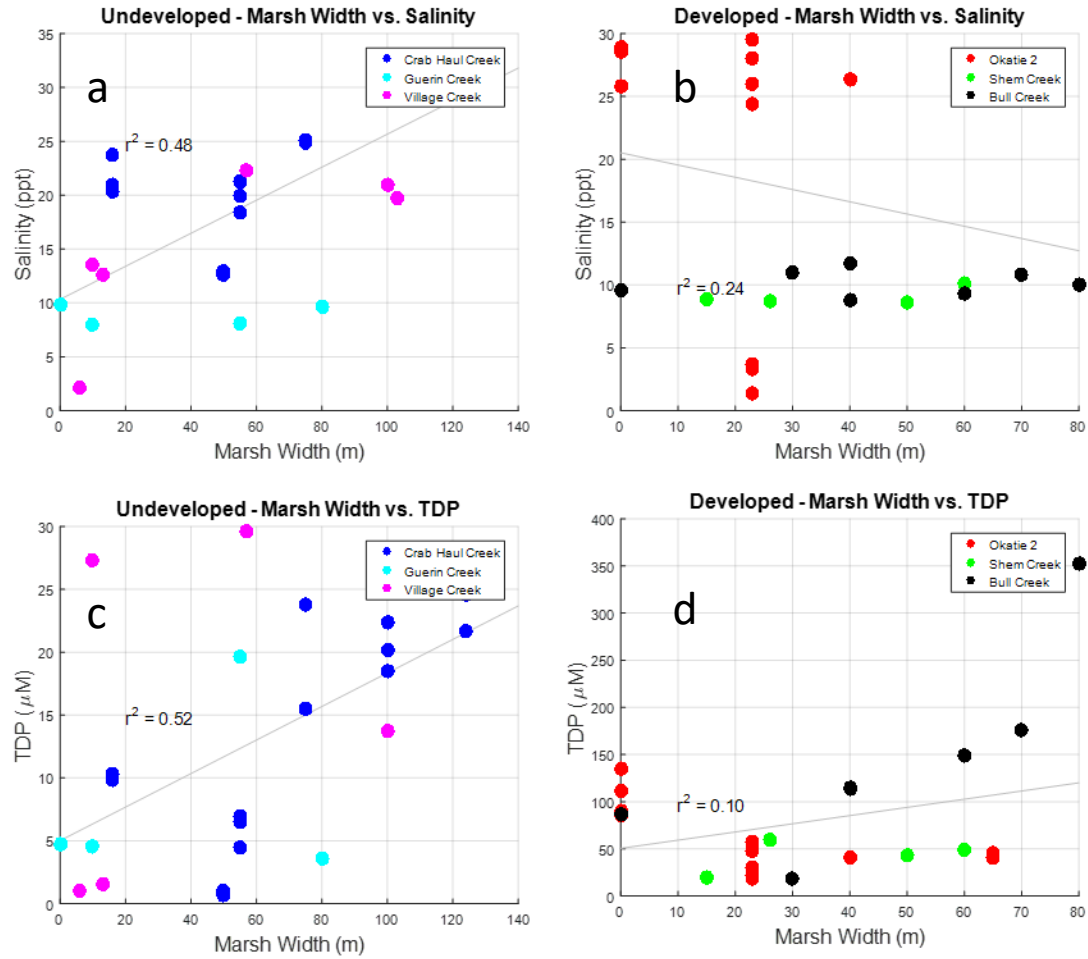 Undeveloped - Marsh Width vs. Salinity
a
r² = 0.48
Crab Haul Creek
Guerin Creek
Village Creek
Salinity (ppt)
35
30
25
20
15
10
5
0
0 20 40 60 80 100 120 140
Marsh Width (m)
Developed - Marsh Width vs. Salinity
b
r² = 0.24
Okatie 2
Shem Creek
Bull Creek
Salinity (ppt)
30
25
20
15
10
5
0
0 10 20 30 40 50 60 70 80
Marsh Width (m)
Undeveloped - Marsh Width vs. TDP
c
r² = 0.52
Crab Haul Creek
Guerin Creek
Village Creek
TDP (μM)
30
25
20
15
10
5
0
0 20 40 60 80 100 120 140
Marsh Width (m)
Developed - Marsh Width vs. TDP
d
r² = 0.10
Okatie 2
Shem Creek
Bull Creek
TDP (μM)
400
350
300
250
200
150
100
50
0
0 10 20 30 40 50 60 70 80
Marsh Width (m)